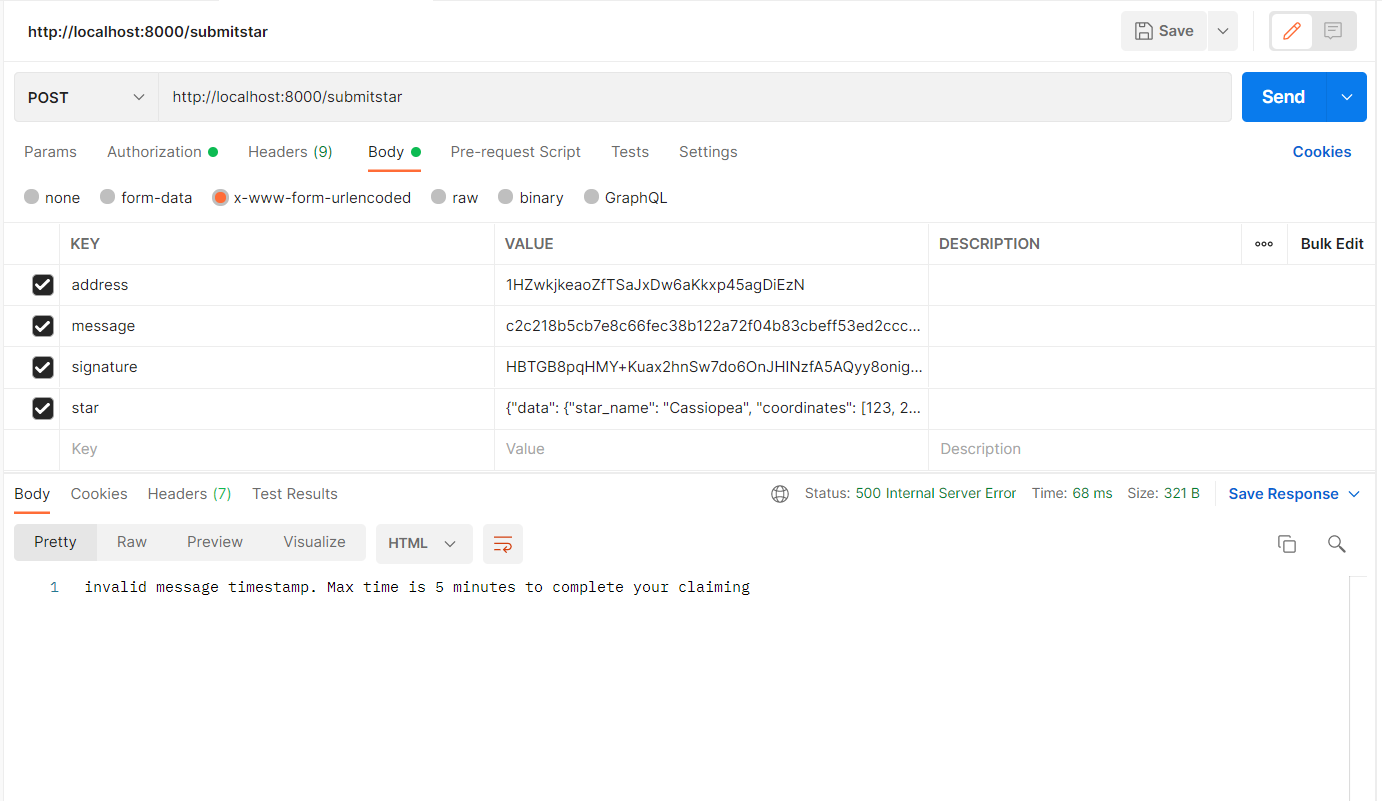 http://localhost:8000/submitstar Save
POST http://localhost:8000/submitstar Send
Params Authorization Headers (9) Body Pre-request Script Tests Settings Cookies
none form-data x-www-form-urlencoded raw binary GraphQL
KEY VALUE DESCRIPTION ooo Bulk Edit
address 1HZwkjkeaoZfTSaJxDw6aKkxp45agDiEzN
message c2c218b5cb7e8c66fec38b122a72f04b83cbeff53ed2ccc...
signature HBTGB8pqHMY+Kuax2hnSw7do6OnJHINzfA5AQyy8onig...
star {"data": {"star_name": "Cassiopea", "coordinates": [123, 2...
Key Value Description
Body Cookies Headers (7) Test Results Status: 500 Internal Server Error Time: 68 ms Size: 321 B Save Response
Pretty Raw Preview Visualize HTML
1 invalid message timestamp. Max time is 5 minutes to complete your claiming